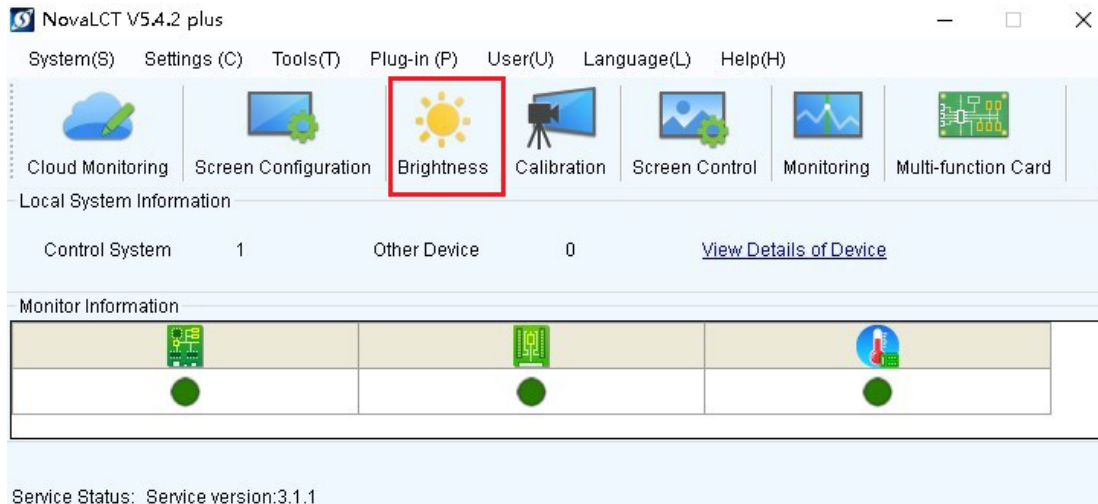 NovaLCT V5.4.2 plus
System(S) Settings (C) Tools(T) Plug-in (P) User(U) Language(L) Help(H)
Cloud Monitoring Screen Configuration Brightness Calibration Screen Control Monitoring Multi-function Card
Local System Information
Control System 1 Other Device 0 View Details of Device
Monitor Information
Service Status: Service version:3.1.1